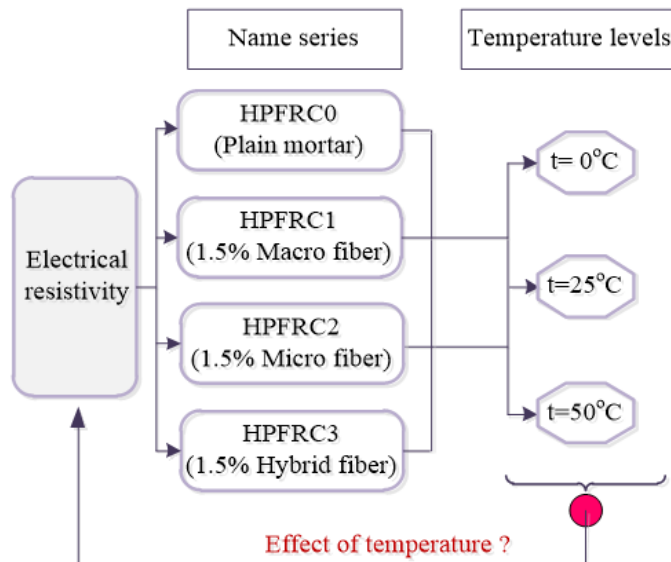 Name series
Temperature levels
Electrical
resistivity
HPFRC0
(Plain mortar)
HPFRC1
(1.5% Macro fiber)
HPFRC2
(1.5% Micro fiber)
HPFRC3
(1.5% Hybrid fiber)
t= 0°C
t=25°C
t=50°C
Effect of temperature ?